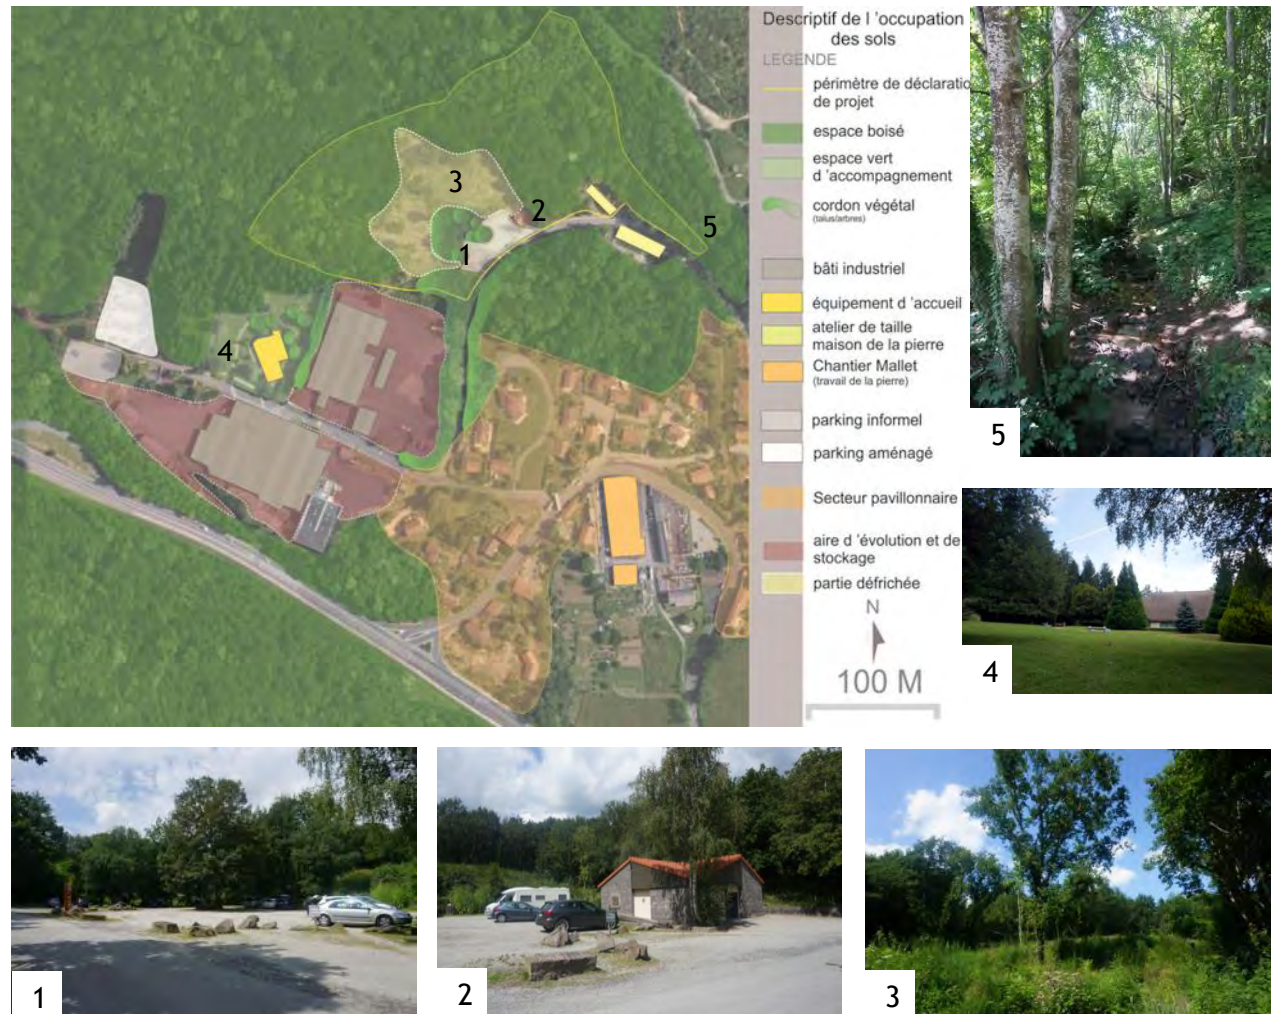 Descriptif de l 'occupation
des sols
LEGENDE
périmètre de déclaratio
de projet
espace boisé
espace vert
d 'accompagnement
cordon végétal
(talus/arbres)
bâti industriel
équipement d 'accueil
atelier de taille
maison de la pierre
Chantier Mallet
(travail de la pierre)
parking informel
parking aménagé
Secteur pavillonnaire
aire d 'évolution et de
stockage
partie défrichée
N
100 M
3
2
1
5
4
5
4
1
2
3